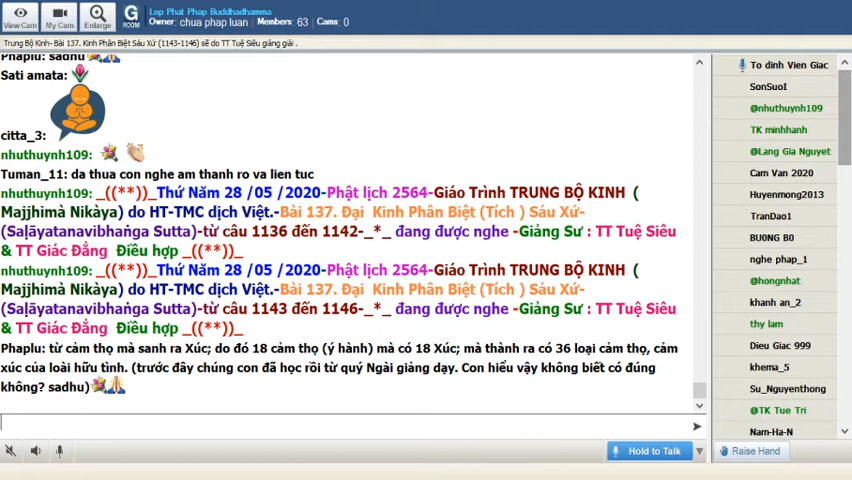 View Cam
My Cam
Enlarge
G
ROOM
Lop Phat Phap Buddhadhamma
Owner: chua phap luan Members: 63 Cams: 0
Trung Bộ Kinh- Bài 137. Kinh Phân Biệt Sáu Xứ (1143-1146) sẽ do TT Tuệ Siêu giảng giải .
Phaplu: sadhu
Sati amata:
citta_3:
nhuthuynh109:
Tuman_11: da thua con nghe am thanh ro va lien tuc
nhuthuynh109: _((**))_Thứ Năm 28 /05 /2020-Phật lịch 2564-Giáo Trình TRUNG BỘ KINH (
Majjhimà Nikàya) do HT-TMC dịch Việt.-Bài 137. Đại Kinh Phân Biệt (Tích ) Sáu Xứ-
(Saḷāyatanavibhaṅga Sutta)-từ câu 1136 đến 1142-_*_ đang được nghe -Giảng Sư : TT Tuệ Siêu
& TT Giác Đẳng Điều hợp _((**))_
nhuthuynh109: _((**))_Thứ Năm 28 /05 /2020-Phật lịch 2564-Giáo Trình TRUNG BỘ KINH (
Majjhimà Nikàya) do HT-TMC dịch Việt.-Bài 137. Đại Kinh Phân Biệt (Tích ) Sáu Xứ-
(Saḷāyatanavibhaṅga Sutta)-từ câu 1143 đến 1146-_*_ đang được nghe -Giảng Sư : TT Tuệ Siêu
& TT Giác Đẳng Điều hợp _((**))_
Phaplu: từ cảm thọ mà sanh ra Xúc; do đó 18 cảm thọ (ý hành) mà có 18 Xúc; mà thành ra có 36 loại cảm thọ, cảm
xúc của loài hữu tình. (trước đây chúng con đã học rồi từ quý Ngài giảng dạy. Con hiểu vậy không biết có đúng
không? sadhu)
Hold to Talk
To dinh Vien Giac
SonSuoI
@nhuthuynh109
TK minhhanh
@Lang Gia Nguyet
Cam Van 2020
Huyenmong2013
TranDao1
BU0NG B0
nghe phap_1
@hongnhat
khanh an_2
thy lam
Dieu Giac 999
khema_5
Su_Nguyenthong
@TK Tue Tri
Nam-Ha-N
Raise Hand